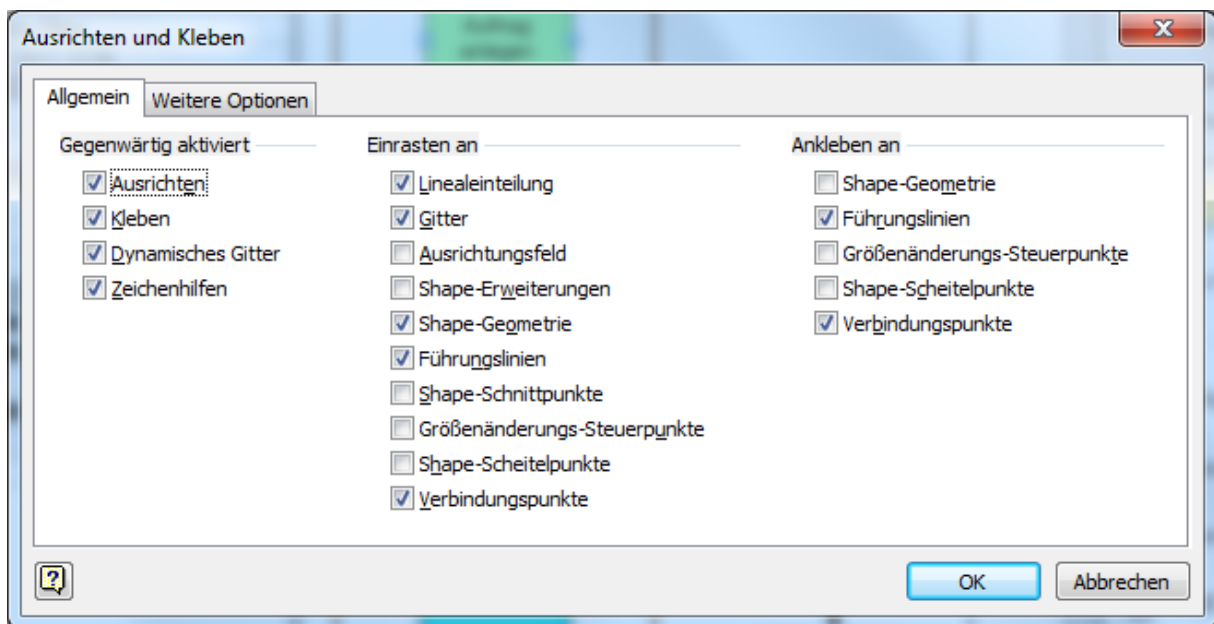 Ausrichten und Kleben
Allgemein
Weitere Optionen
Gegenwärtig aktiviert
Ausrichten
Kleben
Dynamisches Gitter
Zeichenhilfen
Einrasten an
Linealeinteilung
Gitter
Ausrichtungsfeld
Shape-Erweiterungen
Shape-Geometrie
Führungslinien
Shape-Schnittpunkte
Größenänderungs-Steuerpunkte
Shape-Scheitelpunkte
Verbindungspunkte
Ankleben an
Shape-Geometrie
Führungslinien
Größenänderungs-Steuerpunkte
Shape-Scheitelpunkte
Verbindungspunkte
OK
Abbrechen